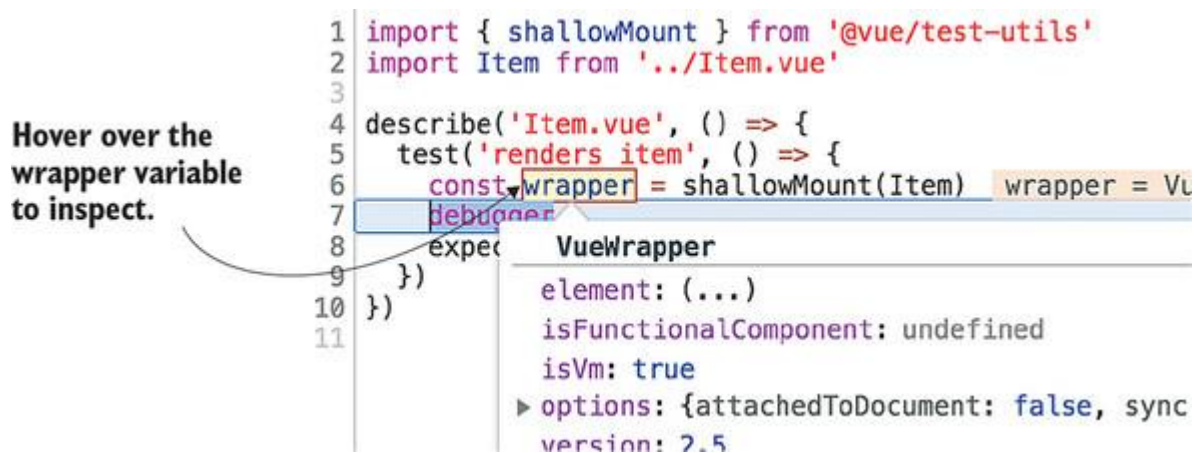 Hover over the
wrapper variable
to inspect.
1 import { shallowMount } from '@vue/test-utils'
2 import Item from '../Item.vue'
3
4 describe('Item.vue', () => {
5 test('renders item', () => {
6 const wrapper = shallowMount(Item) wrapper = Vu
7 debugger
8 expec
9 })
10 })
11
VueWrapper
element: (...)
isFunctionalComponent: undefined
isVm: true
▶ options: {attachedToDocument: false, sync
version: 2.5